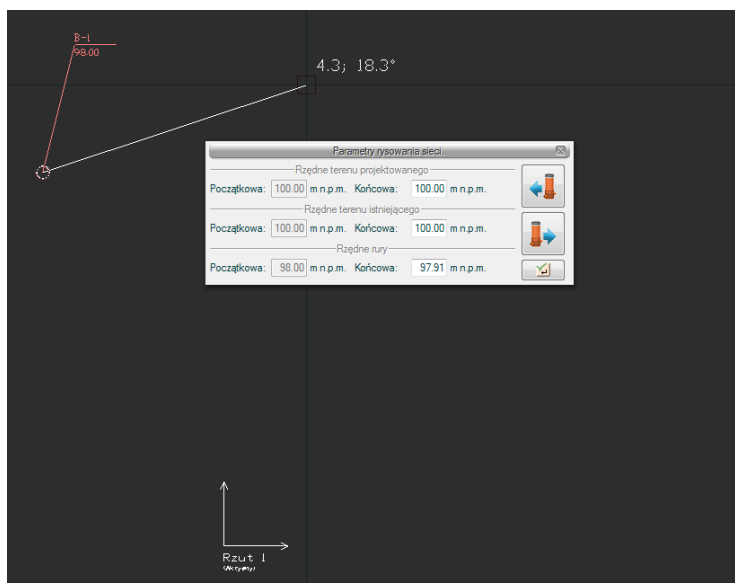 B-1
98.00
4.3; 18.3°
Parametry rysowania sieci
Rzędne terenu projektowanego
Początkowa: 100.00 m n.p.m. Końcowa: 100.00 m n.p.m.
Rzędne terenu istniejącego
Początkowa: 100.00 m n.p.m. Końcowa: 100.00 m n.p.m.
Rzędne rury
Początkowa: 98.00 m n.p.m. Końcowa: 97.91 m n.p.m.
Rzut 1
(Aktywny)